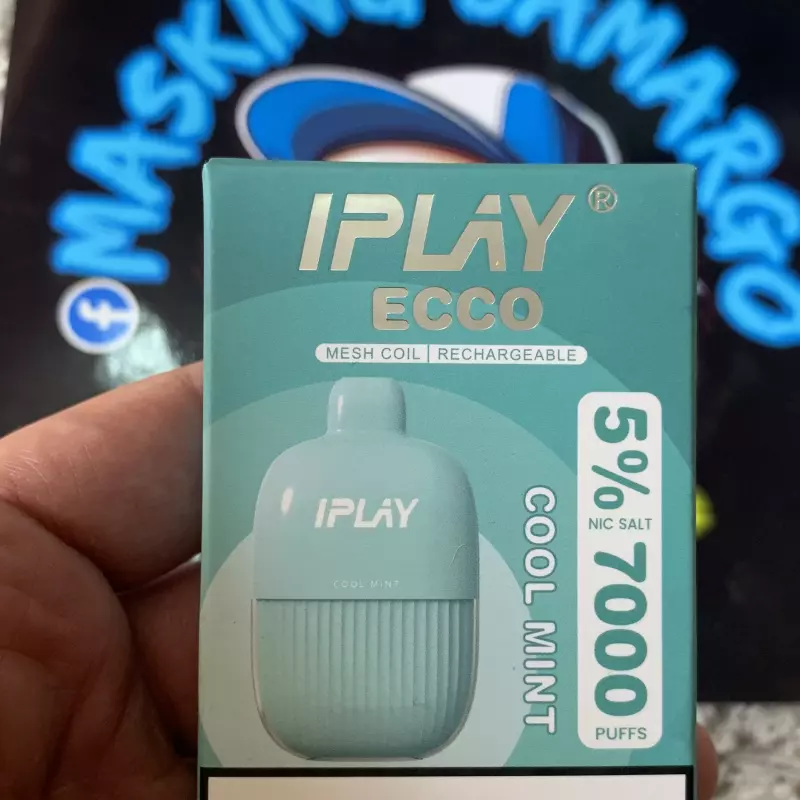 MASKING CAMARGO
f
IPLAY®
ECCO
MESH COIL | RECHARGEABLE
IPLAY
COOL MINT
COOL MINT
5%
NIC SALT
7000
PUFFS